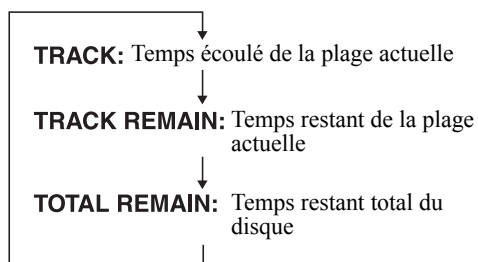 TRACK: Temps écoulé de la plage actuelle
TRACK REMAIN: Temps restant de la plage
actuelle
TOTAL REMAIN: Temps restant total du
disque